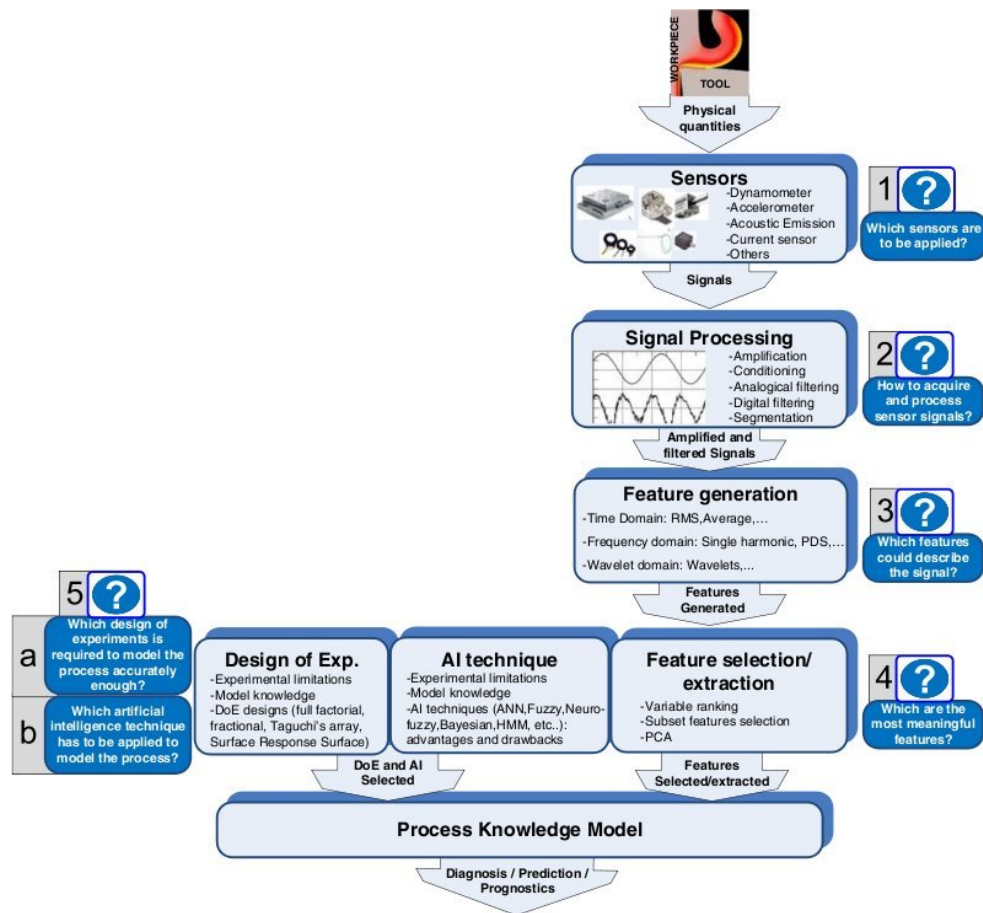 WORKPIECE
TOOL
Physical
quantities
Sensors
-Dynamometer
-Accelerometer
-Acoustic Emission
-Current sensor
-Others
1
?
Which sensors are
to be applied?
Signals
Signal Processing
-Amplification
-Conditioning
-Analogical filtering
-Digital filtering
-Segmentation
2
?
How to acquire
and process
sensor signals?
Amplified and
filtered Signals
Feature generation
-Time Domain: RMS,Average,...
-Frequency domain: Single harmonic, PDS,...
-Wavelet domain: Wavelets,...
3
?
Which features
could describe
the signal?
Features
Generated
5
?
a
Which design of
experiments is
required to model the
process accurately
enough?
b
Which artificial
intelligence technique
has to be applied to
model the process?
Design of Exp.
-Experimental limitations
-Model knowledge
-DoE designs (full factorial,
fractional, Taguchi's array,
Surface Response Surface)
AI technique
-Experimental limitations
-Model knowledge
-AI techniques (ANN,Fuzzy,Neuro-
fuzzy,Bayesian,HMM, etc..):
advantages and drawbacks
Feature selection/
extraction
-Variable ranking
-Subset features selection
-PCA
4
?
Which are the
most meaningful
features?
DoE and AI
Selected
Features
Selected/extracted
Process Knowledge Model
Diagnosis / Prediction /
Prognostics